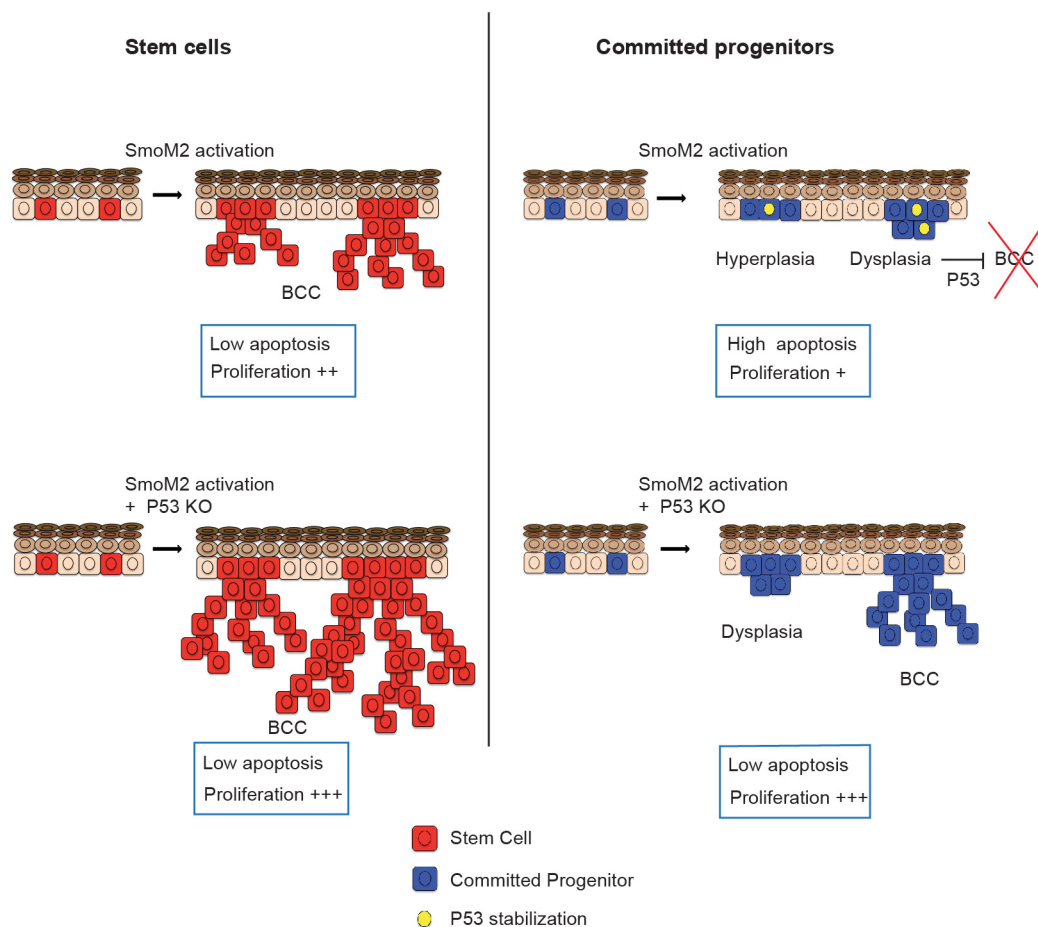 Stem cells
Committed progenitors
SmoM2 activation
BCC
Low apoptosis
Proliferation ++
SmoM2 activation
Hyperplasia
Dysplasia
P53
BCC
High apoptosis
Proliferation +
SmoM2 activation
+ P53 KO
BCC
Low apoptosis
Proliferation +++
SmoM2 activation
+ P53 KO
Dysplasia
BCC
Low apoptosis
Proliferation +++
Stem Cell
Committed Progenitor
P53 stabilization